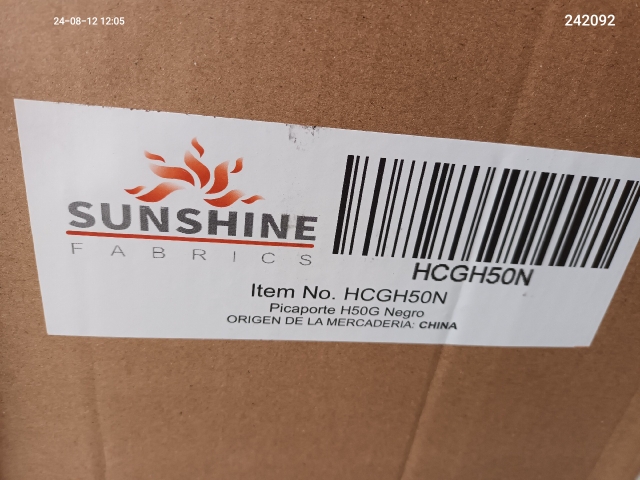 24-08-12 12:05
242092
SUNSHINE
FABRICS
HCGH50N
Item No. HCGH50N
Picaporte H50G Negro
ORIGEN DE LA MERCADERIA: CHINA